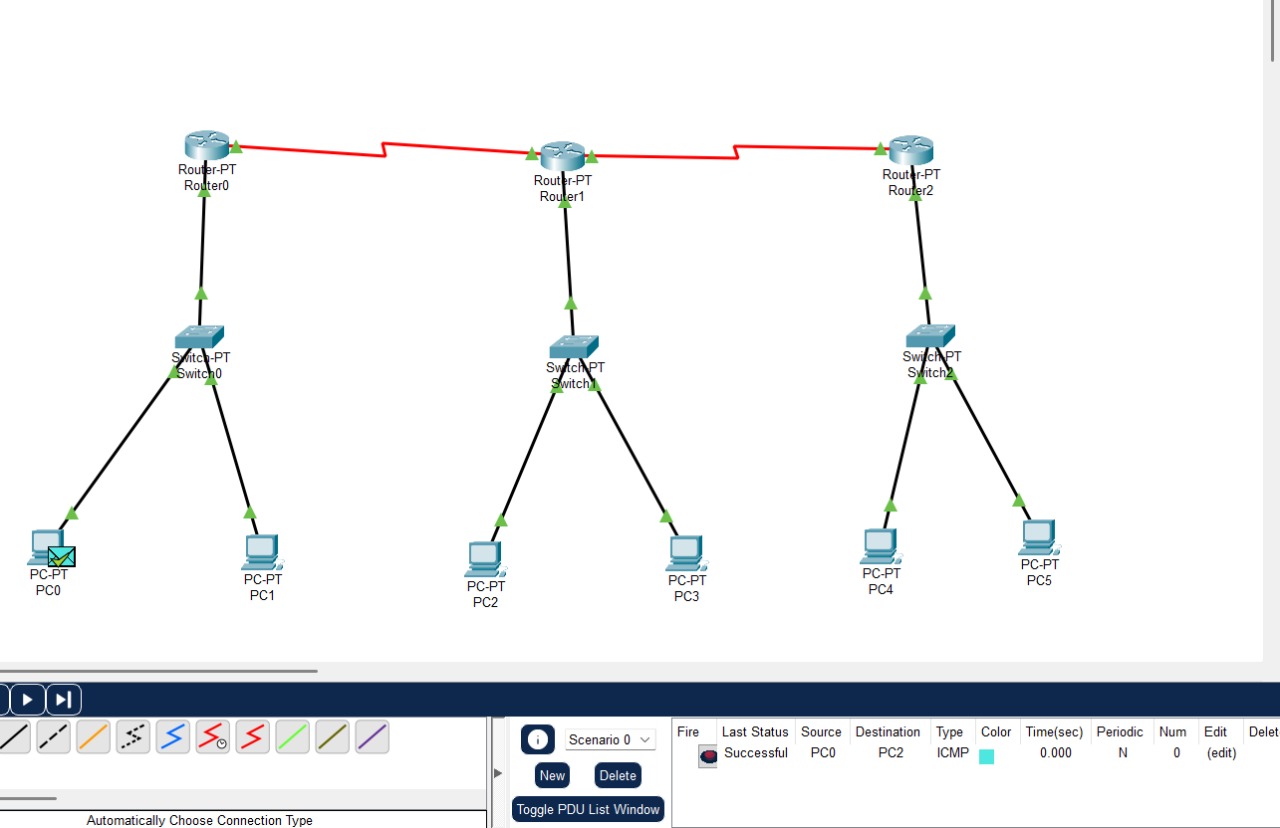 Router-PT
Router0
Router-PT
Router1
Router-PT
Router2
Switch-PT
Switch0
Switch-PT
Switch1
Switch-PT
Switch2
PC-PT
PC0
PC-PT
PC1
PC-PT
PC2
PC-PT
PC3
PC-PT
PC4
PC-PT
PC5
Scenario 0
New
Delete
Toggle PDU List Window
Fire Last Status Source Destination Type Color Time(sec) Periodic Num Edit Delet
Successful PC0 PC2 ICMP 0.000 N 0 (edit)
Automatically Choose Connection Type